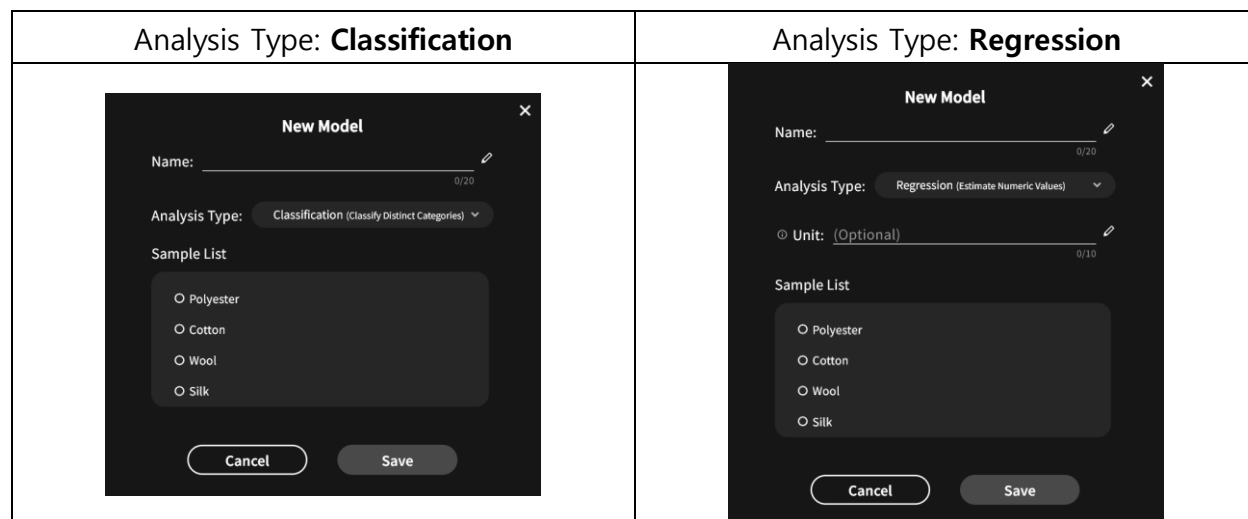 Analysis Type: Classification
New Model
Name:
0/20
Analysis Type: Classification (Classify Distinct Categories)
Sample List
Polyester
Cotton
Wool
Silk
Cancel Save
Analysis Type: Regression
New Model
Name:
0/20
Analysis Type: Regression (Estimate Numeric Values)
Unit: (Optional)
0/10
Sample List
Polyester
Cotton
Wool
Silk
Cancel Save